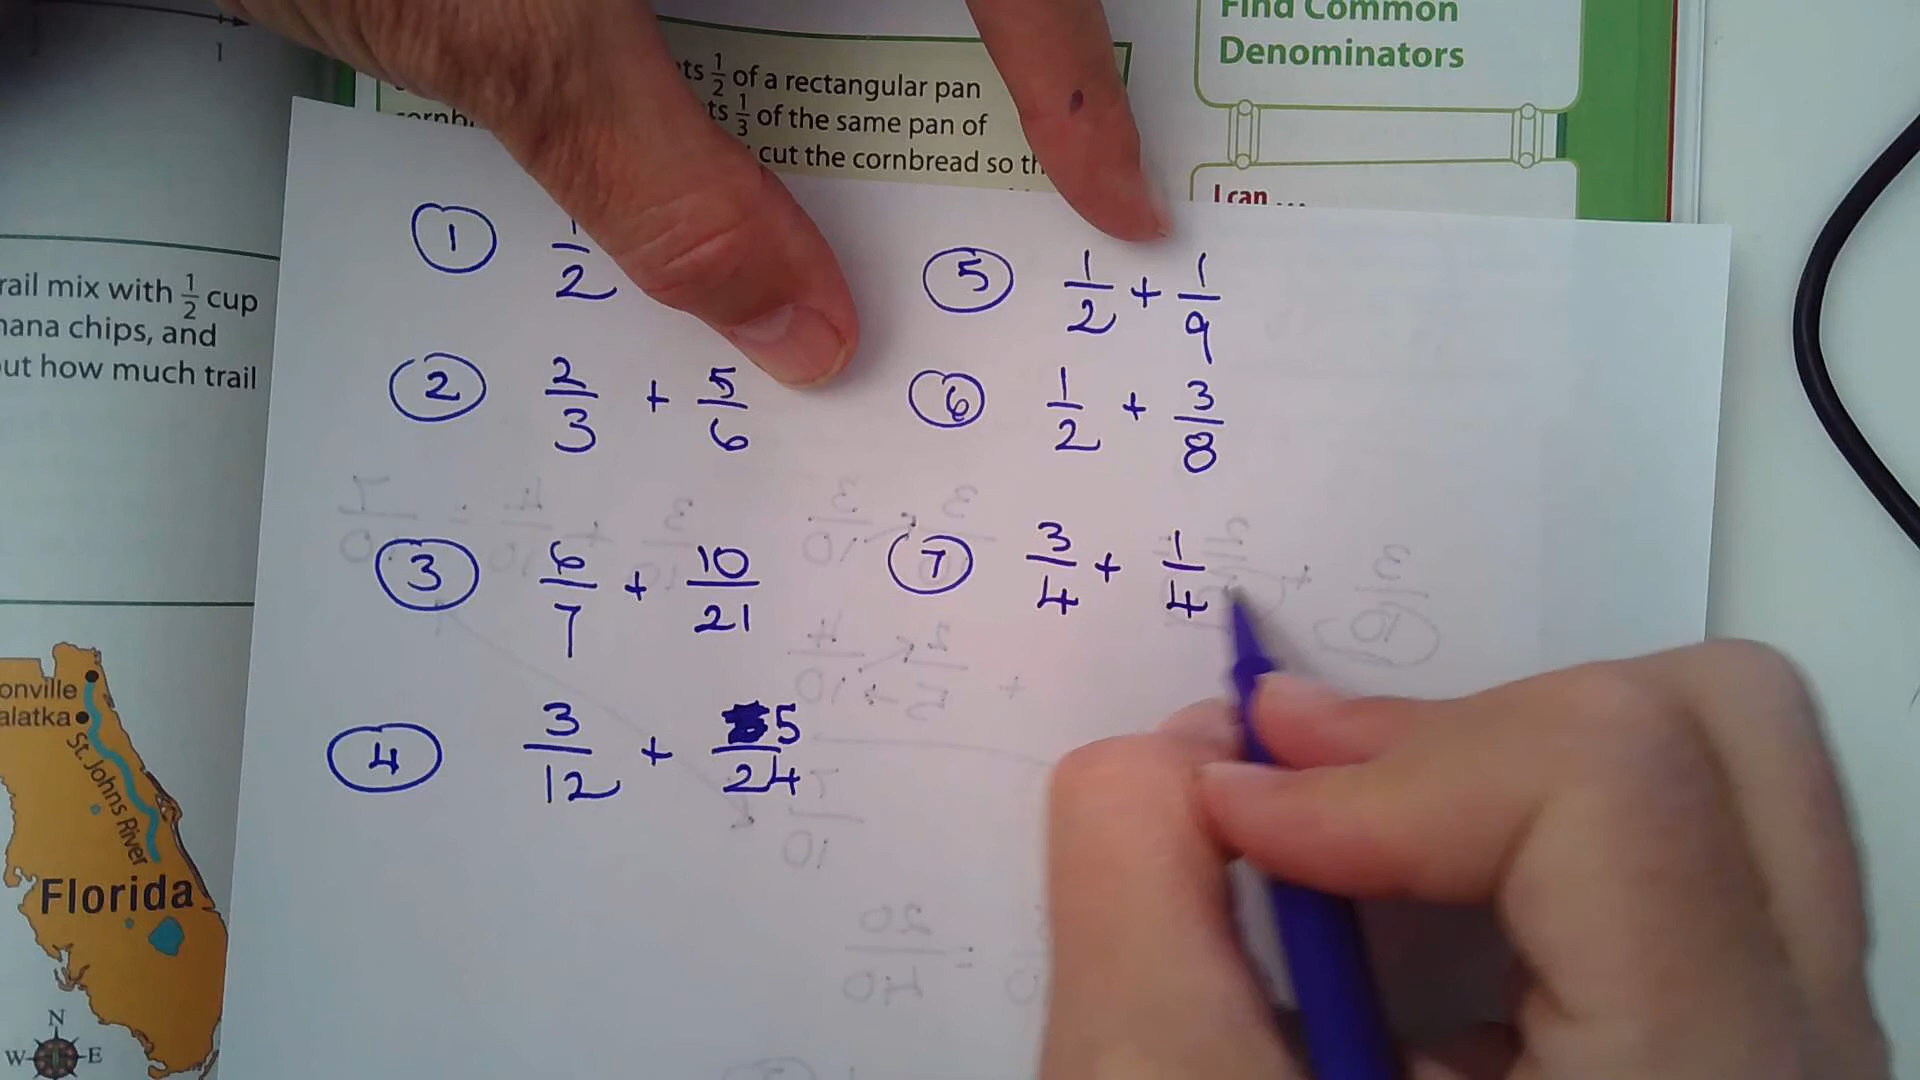 1
ts 1/2 of a rectangular pan
ts 1/3 of the same pan of
cut the cornbread so th
Find Common
Denominators
I can ...
rail mix with 1/2 cup
nana chips, and
out how much trail
① 1/2
② 2/3 + 5/6
③ 6/7 + 10/21
④ 3/12 + 5/24
⑤ 1/2 + 1/9
⑥ 1/2 + 3/8
⑦ 3/4 + 1/4
onville
alatka
St. Johns River
Florida
N
W E